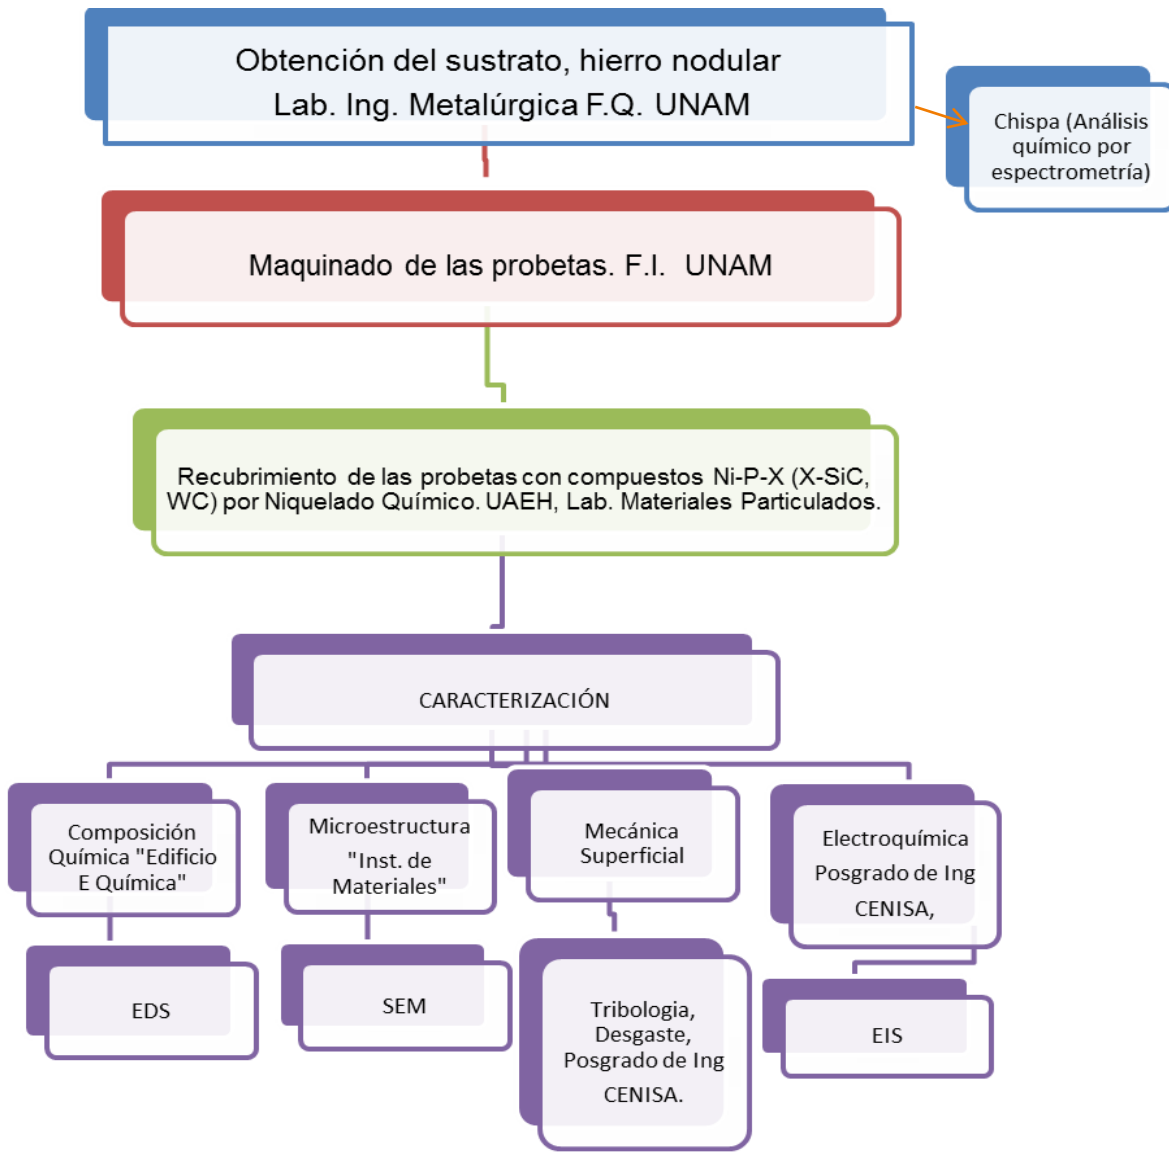 Obtención del sustrato, hierro nodular
Lab. Ing. Metalúrgica F.Q. UNAM
Chispa (Análisis
químico por
espectrometría)
Maquinado de las probetas. F.I. UNAM
Recubrimiento de las probetas con compuestos Ni-P-X (X-SiC,
WC) por Niquelado Químico. UAEH, Lab. Materiales Particulados.
CARACTERIZACIÓN
Composición
Química "Edificio
E Química"
Microestructura
"Inst. de
Materiales"
Mecánica
Superficial
Electroquímica
Posgrado de Ing
CENISA,
EDS
SEM
Tribologia,
Desgaste,
Posgrado de Ing
CENISA.
EIS